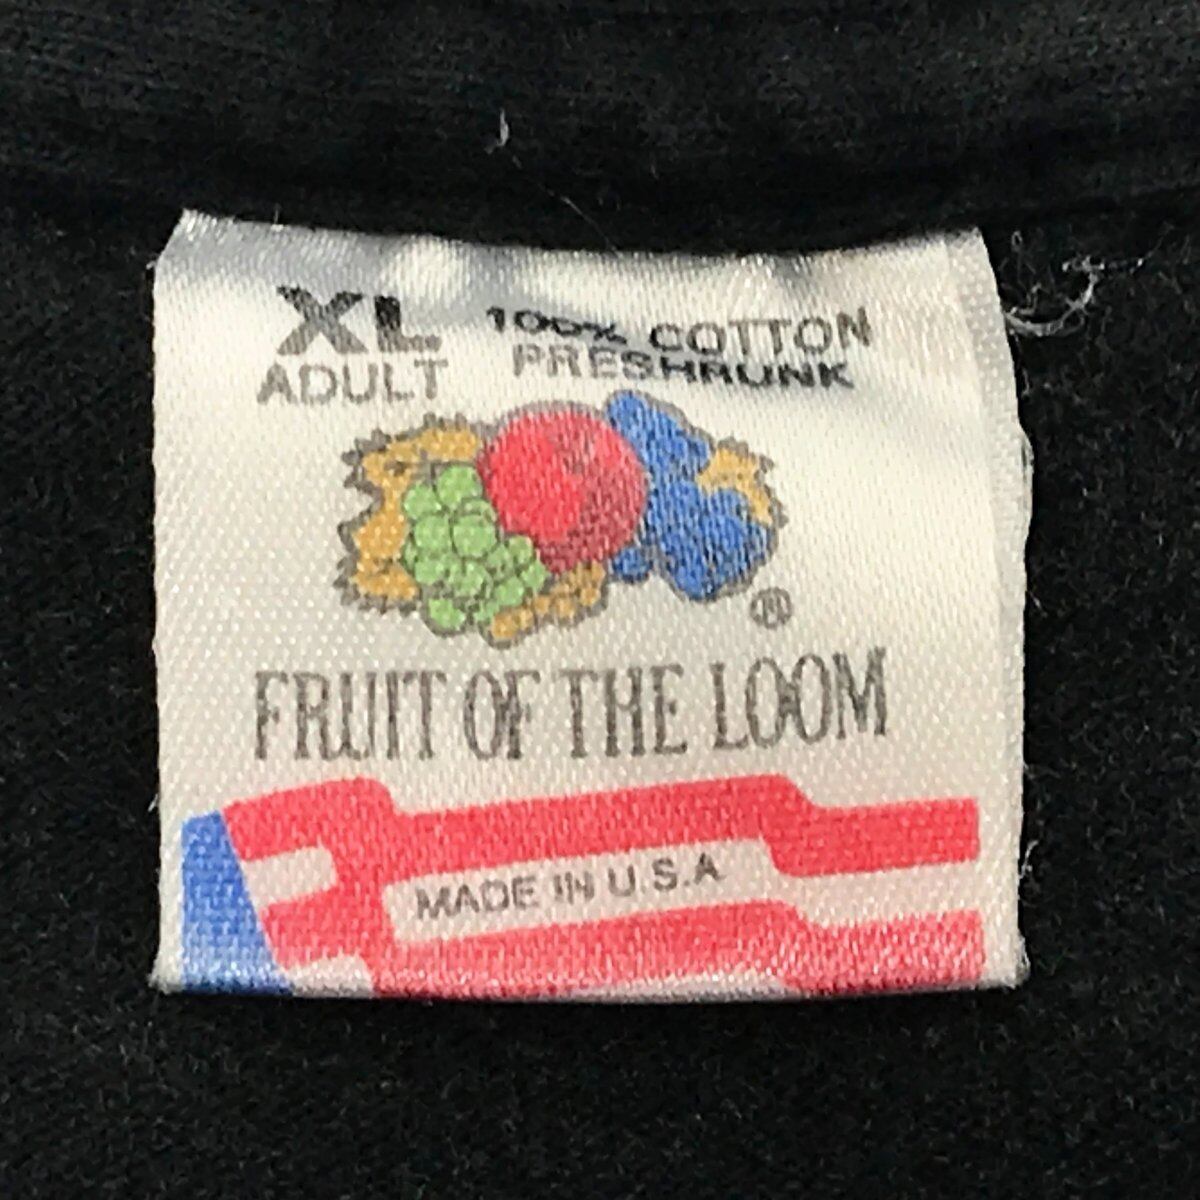 XL
ADULT
100% COTTON
PRESHRUNK
®
FRUIT OF THE LOOM
MADE IN U.S.A